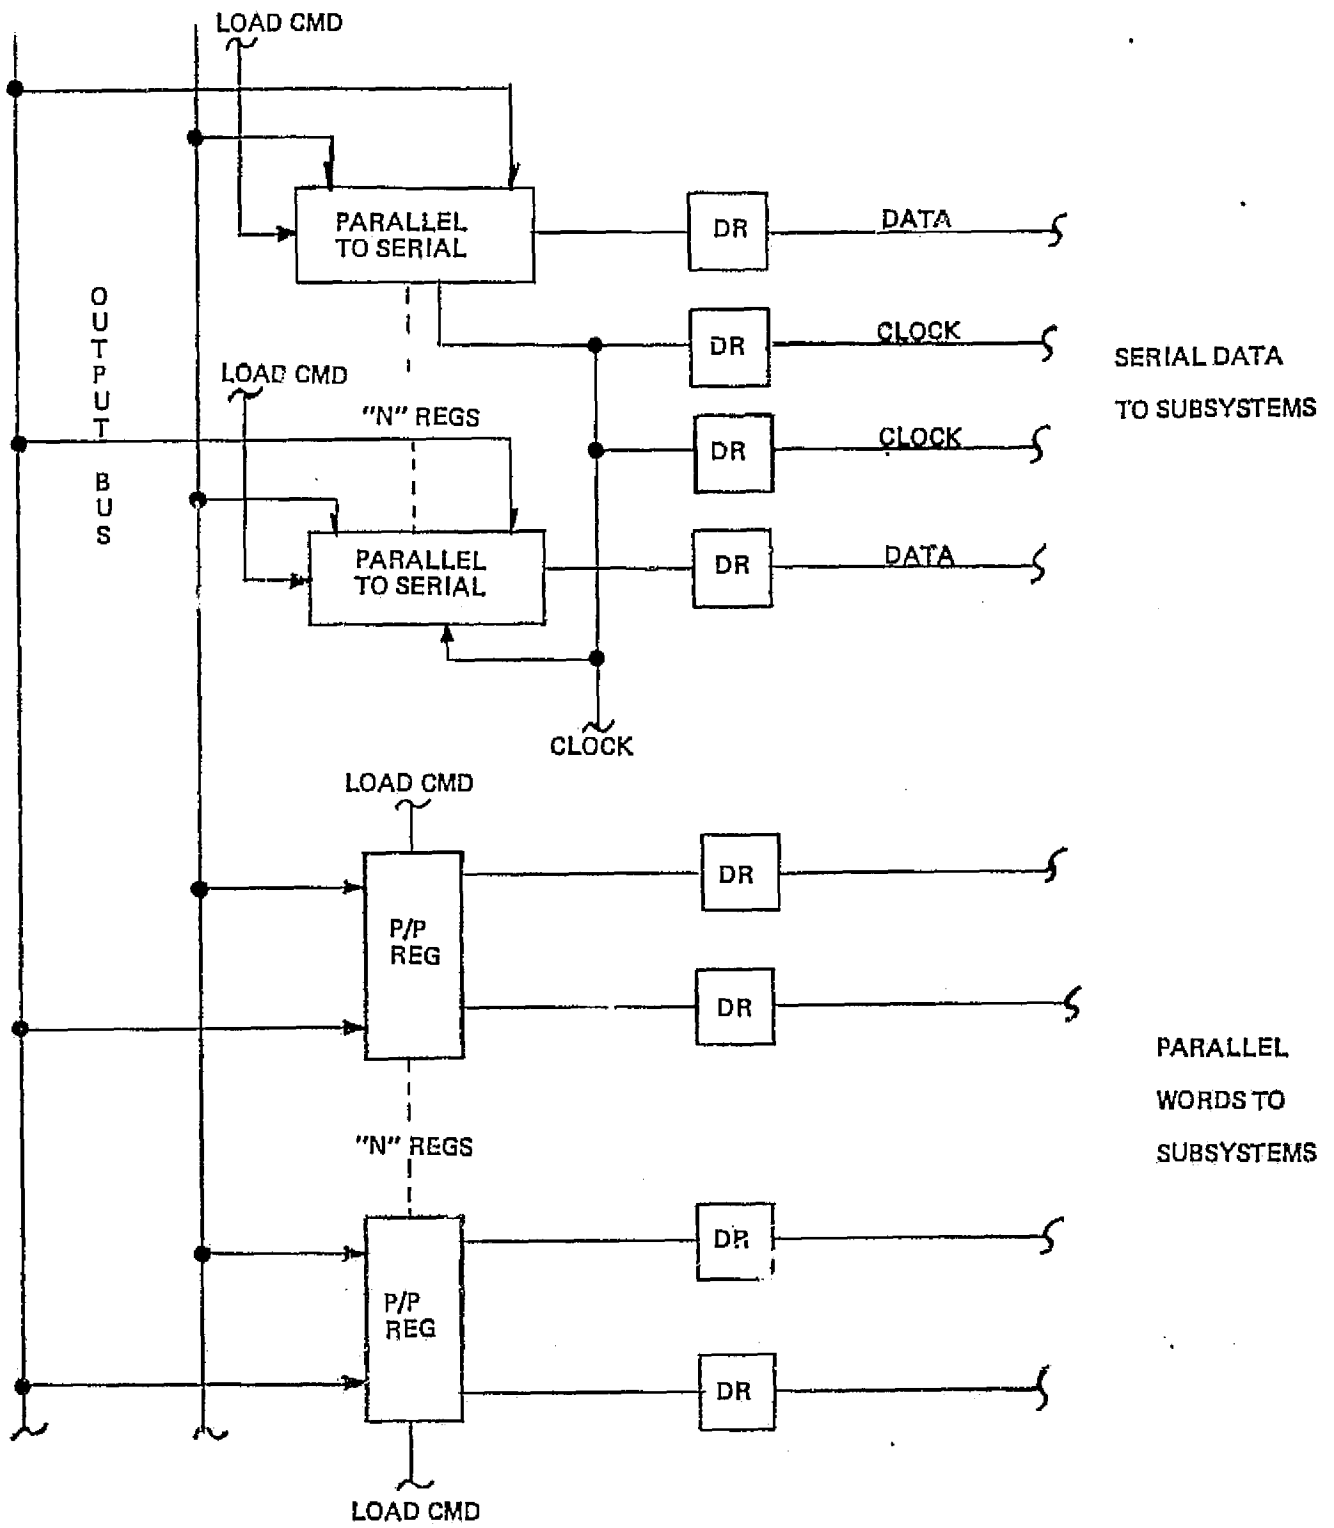 LOAD CMD
PARALLEL
TO SERIAL
DR
DATA
OUTPUT BUS
DR
CLOCK
SERIAL DATA
TO SUBSYSTEMS
LOAD CMD
"N" REGS
DR
CLOCK
PARALLEL
TO SERIAL
DR
DATA
CLOCK
LOAD CMD
DR
P/P
REG
DR
PARALLEL
WORDS TO
SUBSYSTEMS
"N" REGS
DR
P/P
REG
DR
LOAD CMD